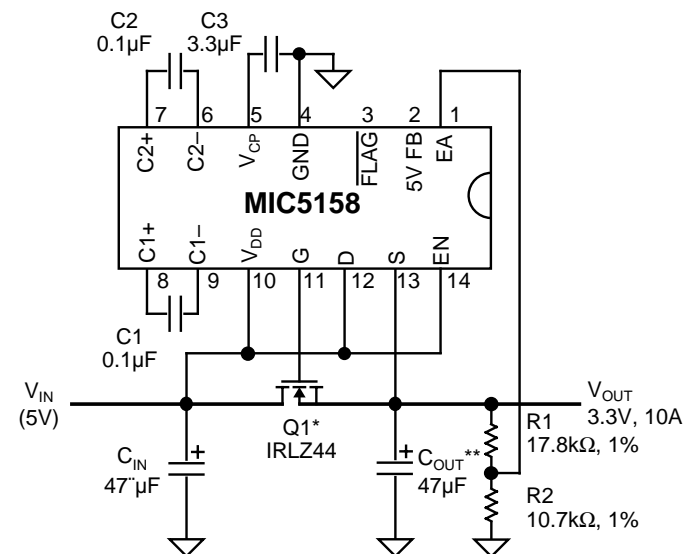 C2 C3
0.1µF 3.3µF
7 6 5 4 3 2 1
C2+ C2– VCP GND FLAG 5V FB EA
MIC5158
C1+ C1– VDD G D S EN
8 9 10 11 12 13 14
C1
0.1µF
VIN
(5V)
Q1*
IRLZ44
VOUT
3.3V, 10A
R1
17.8kΩ, 1%
CIN
47¨µF
+
COUT**
47µF
+
R2
10.7kΩ, 1%